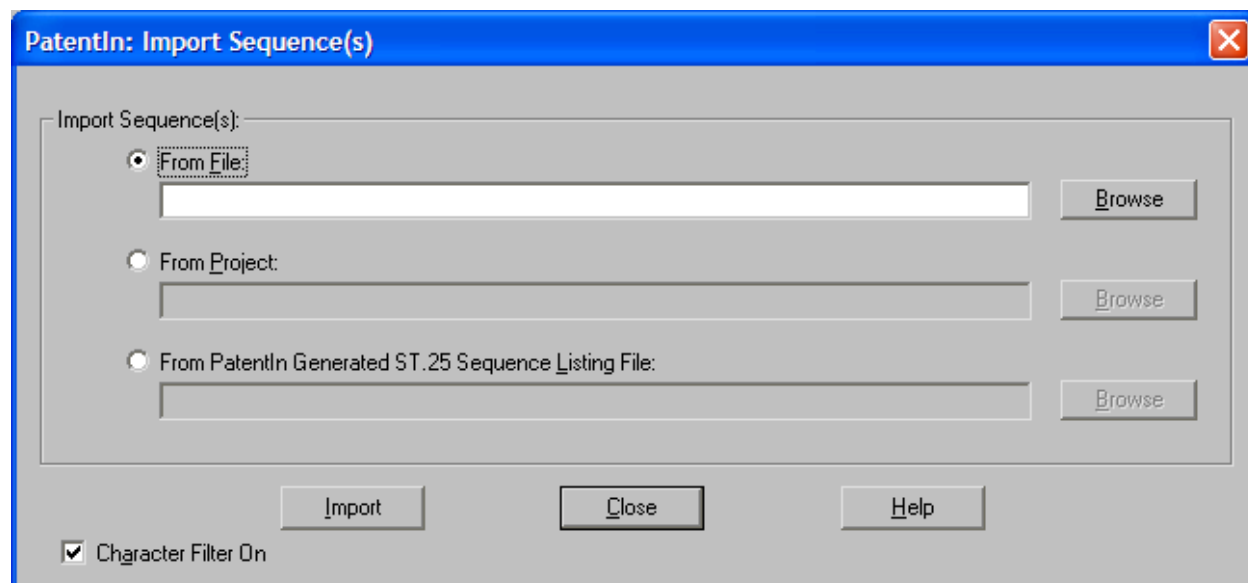 PatentIn: Import Sequence(s)
Import Sequence(s):
From File:
Browse
From Project:
Browse
From PatentIn Generated ST.25 Sequence Listing File:
Browse
Import
Close
Help
Character Filter On